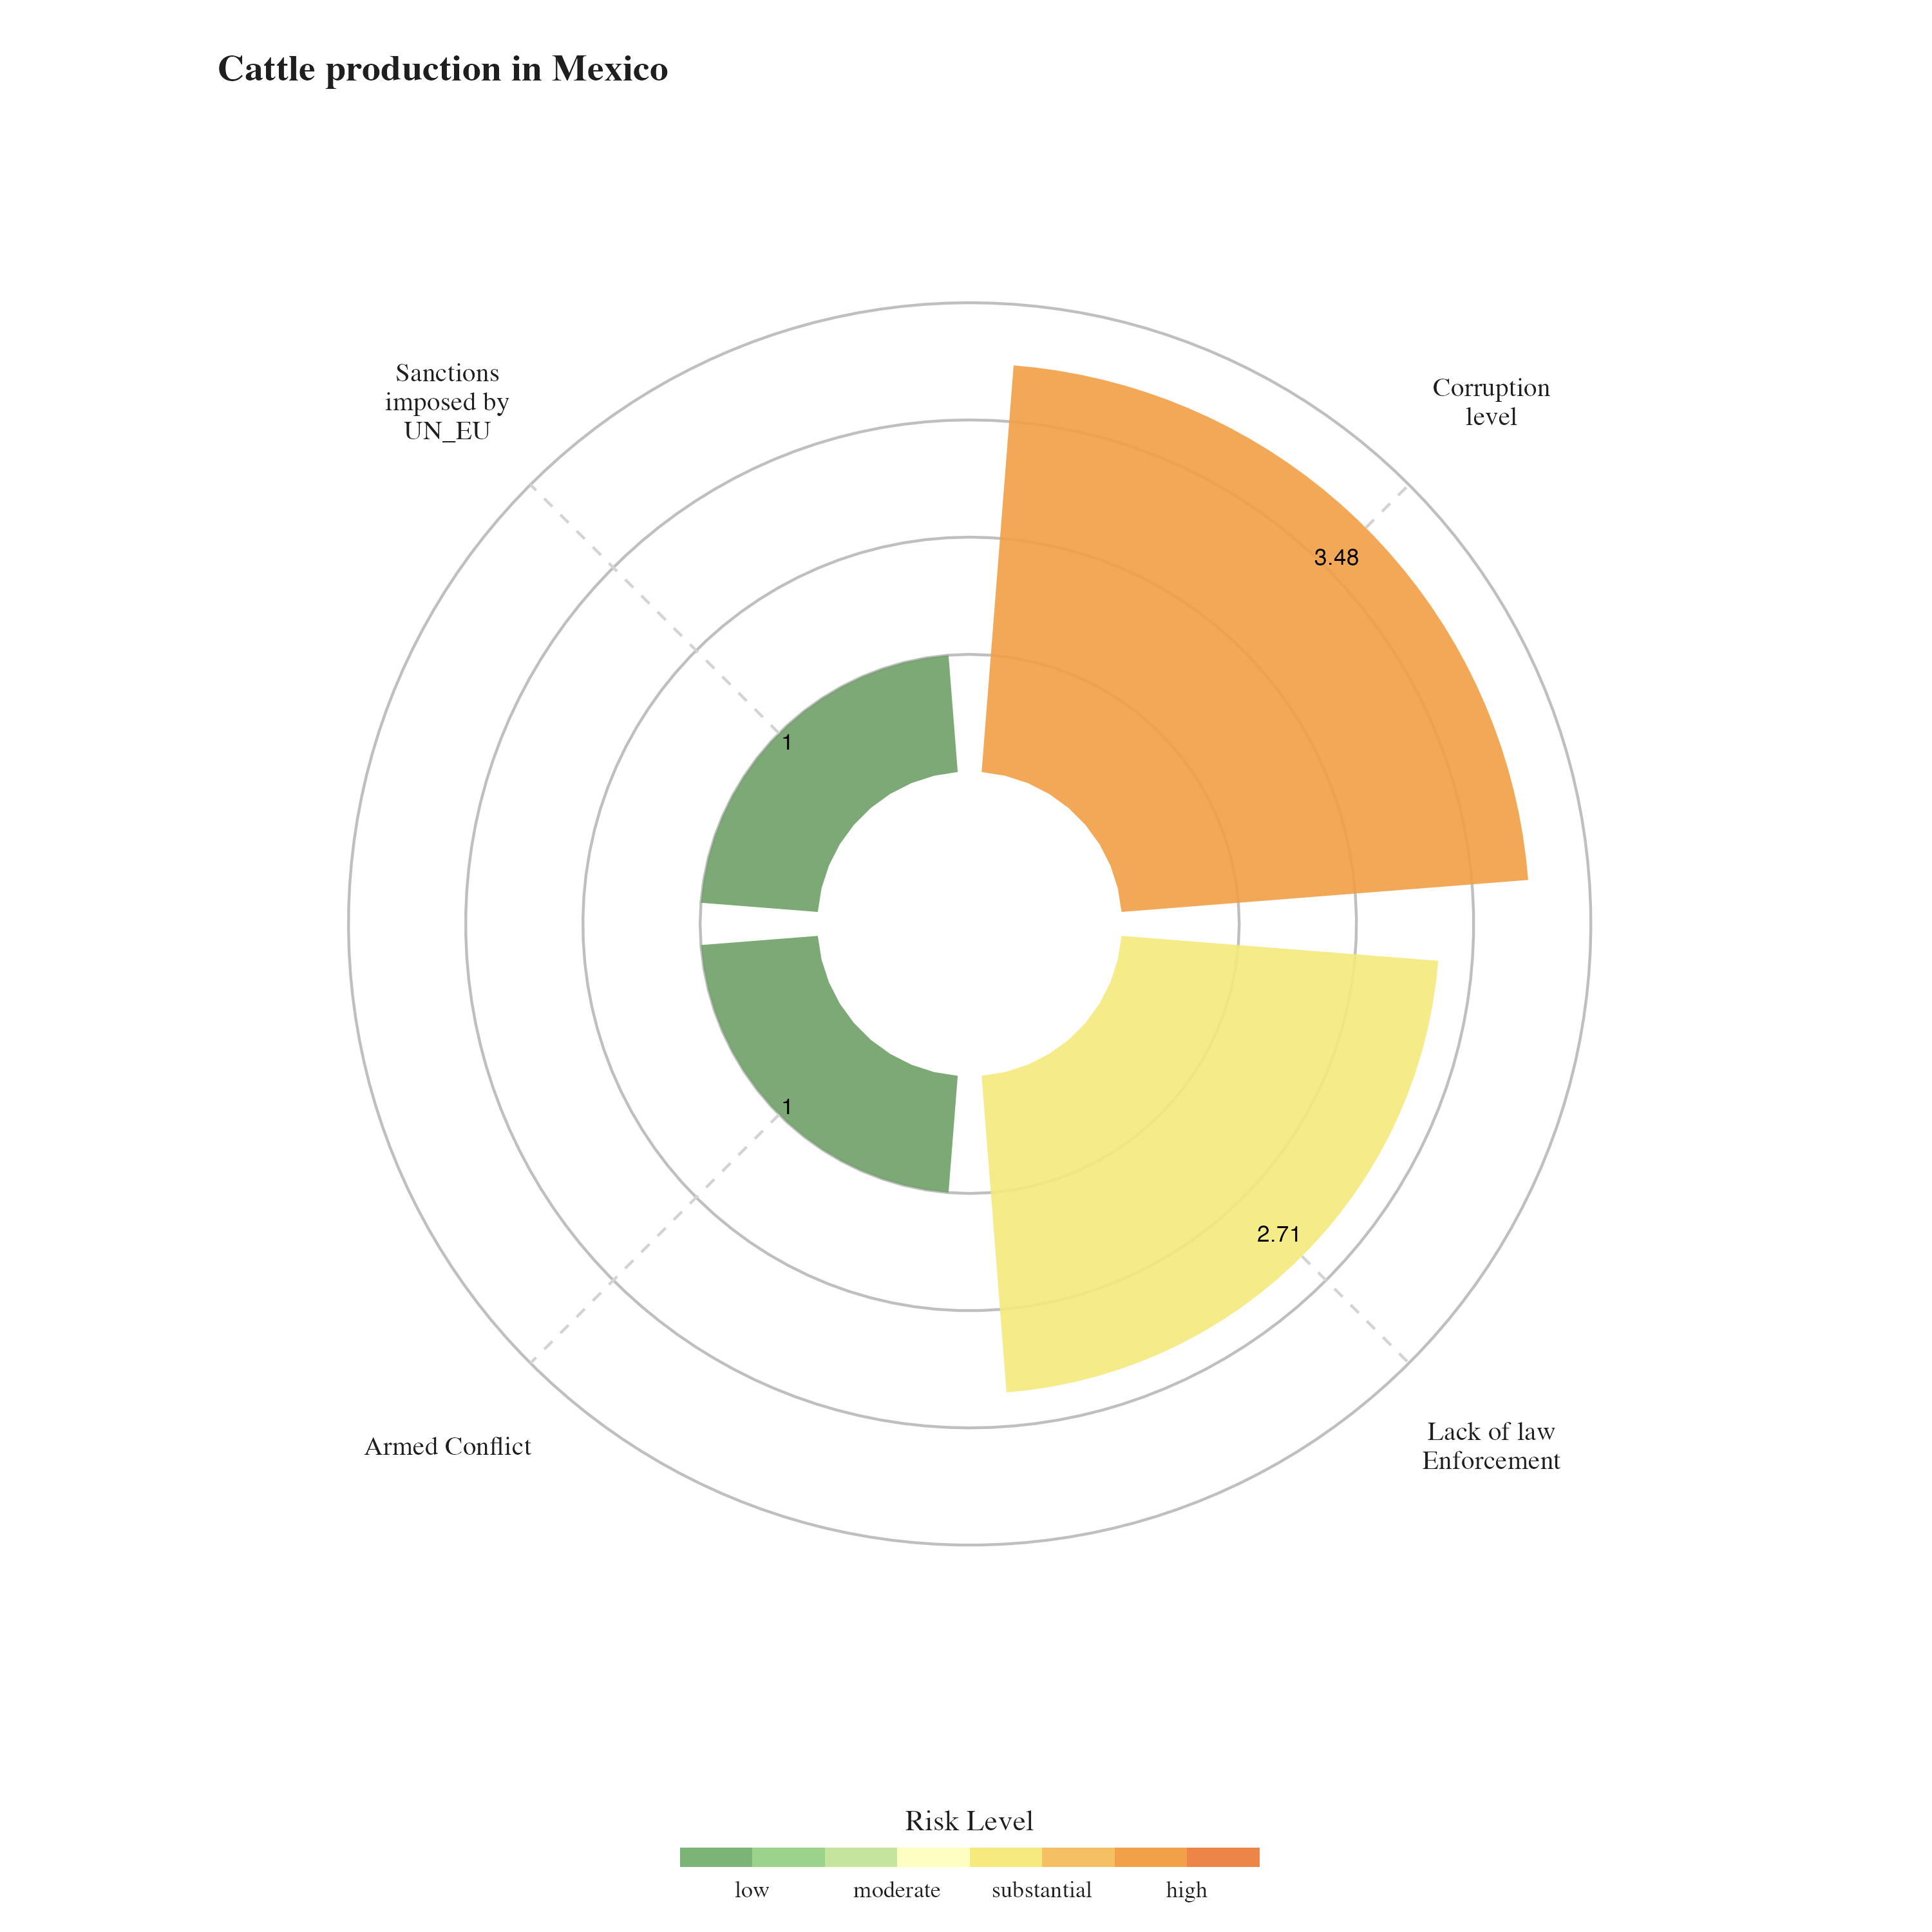 Cattle production in Mexico
Sanctions
imposed by
UN_EU
Corruption
level
3.48
1
1
2.71
Armed Conflict
Lack of law
Enforcement
Risk Level
low moderate substantial high